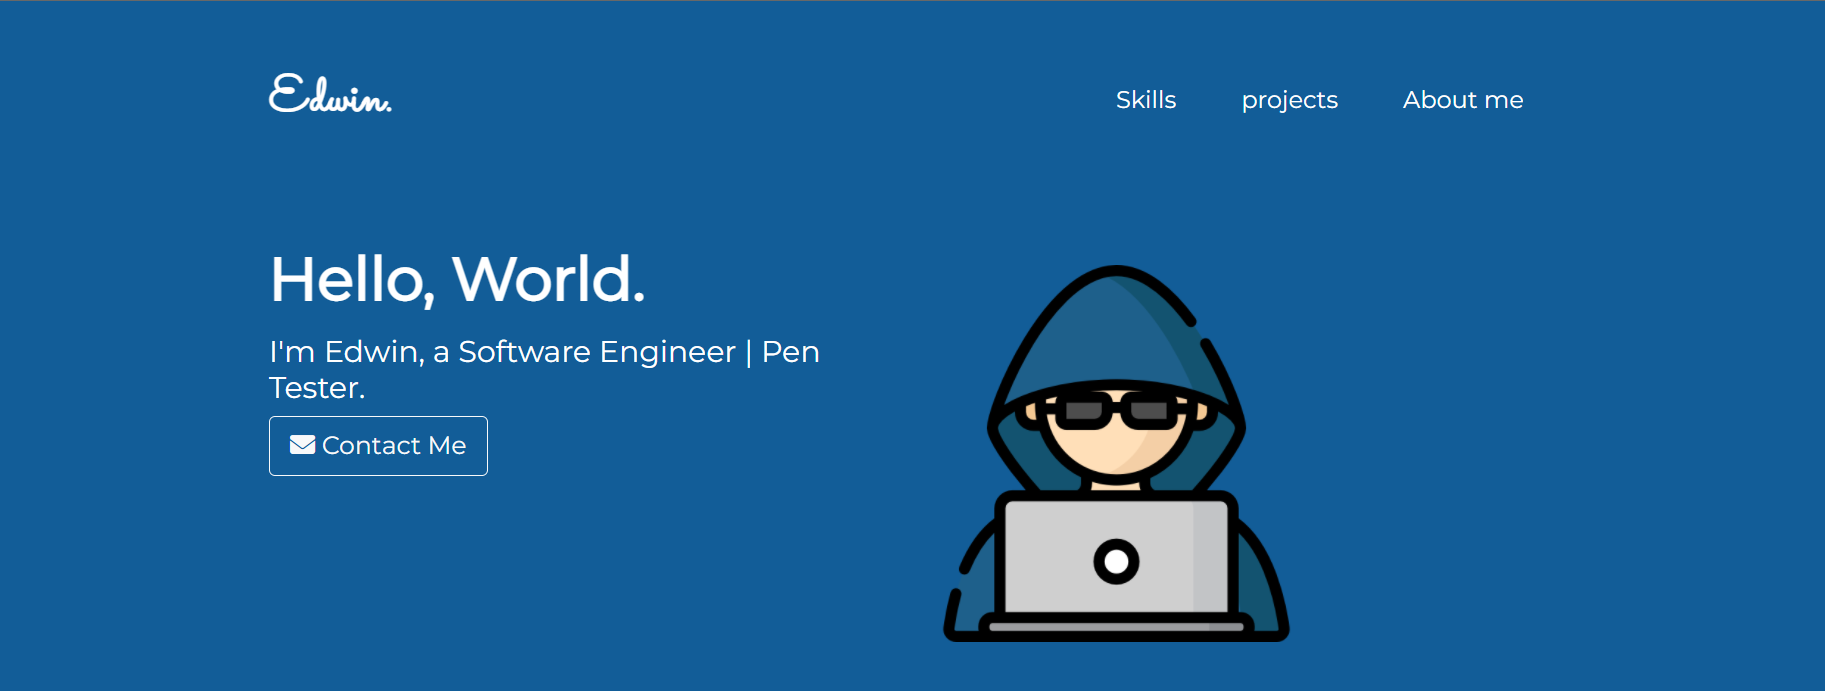 Edwin.
Skills
projects
About me
Hello, World.
I'm Edwin, a Software Engineer | Pen
Tester.
Contact Me